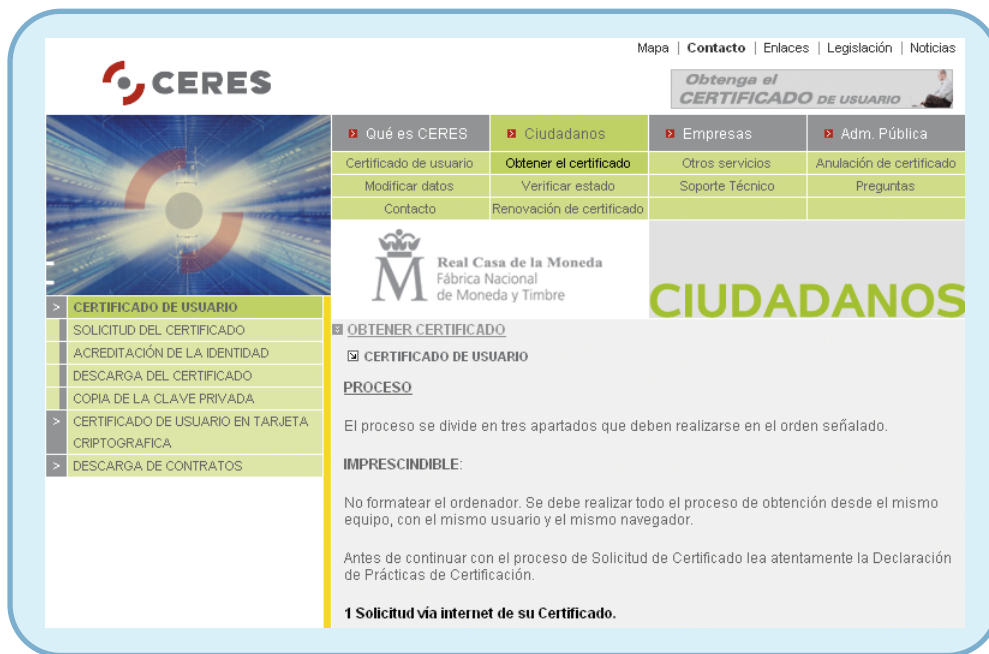 Mapa | Contacto | Enlaces | Legislación | Noticias
CERES
Obtenga el
CERTIFICADO DE USUARIO
Qué es CERES
Ciudadanos
Empresas
Adm. Pública
Certificado de usuario
Obtener el certificado
Otros servicios
Anulación de certificado
Modificar datos
Verificar estado
Soporte Técnico
Preguntas
Contacto
Renovación de certificado
M
Real Casa de la Moneda
Fábrica Nacional
de Moneda y Timbre
CIUDADANOS
> CERTIFICADO DE USUARIO
SOLICITUD DEL CERTIFICADO
ACREDITACIÓN DE LA IDENTIDAD
DESCARGA DEL CERTIFICADO
COPIA DE LA CLAVE PRIVADA
> CERTIFICADO DE USUARIO EN TARJETA
CRIPTOGRAFICA
> DESCARGA DE CONTRATOS
OBTENER CERTIFICADO
CERTIFICADO DE USUARIO
PROCESO
El proceso se divide en tres apartados que deben realizarse en el orden señalado.
IMPRESCINDIBLE:
No formatear el ordenador. Se debe realizar todo el proceso de obtención desde el mismo
equipo, con el mismo usuario y el mismo navegador.
Antes de continuar con el proceso de Solicitud de Certificado lea atentamente la Declaración
de Prácticas de Certificación.
1 Solicitud vía internet de su Certificado.